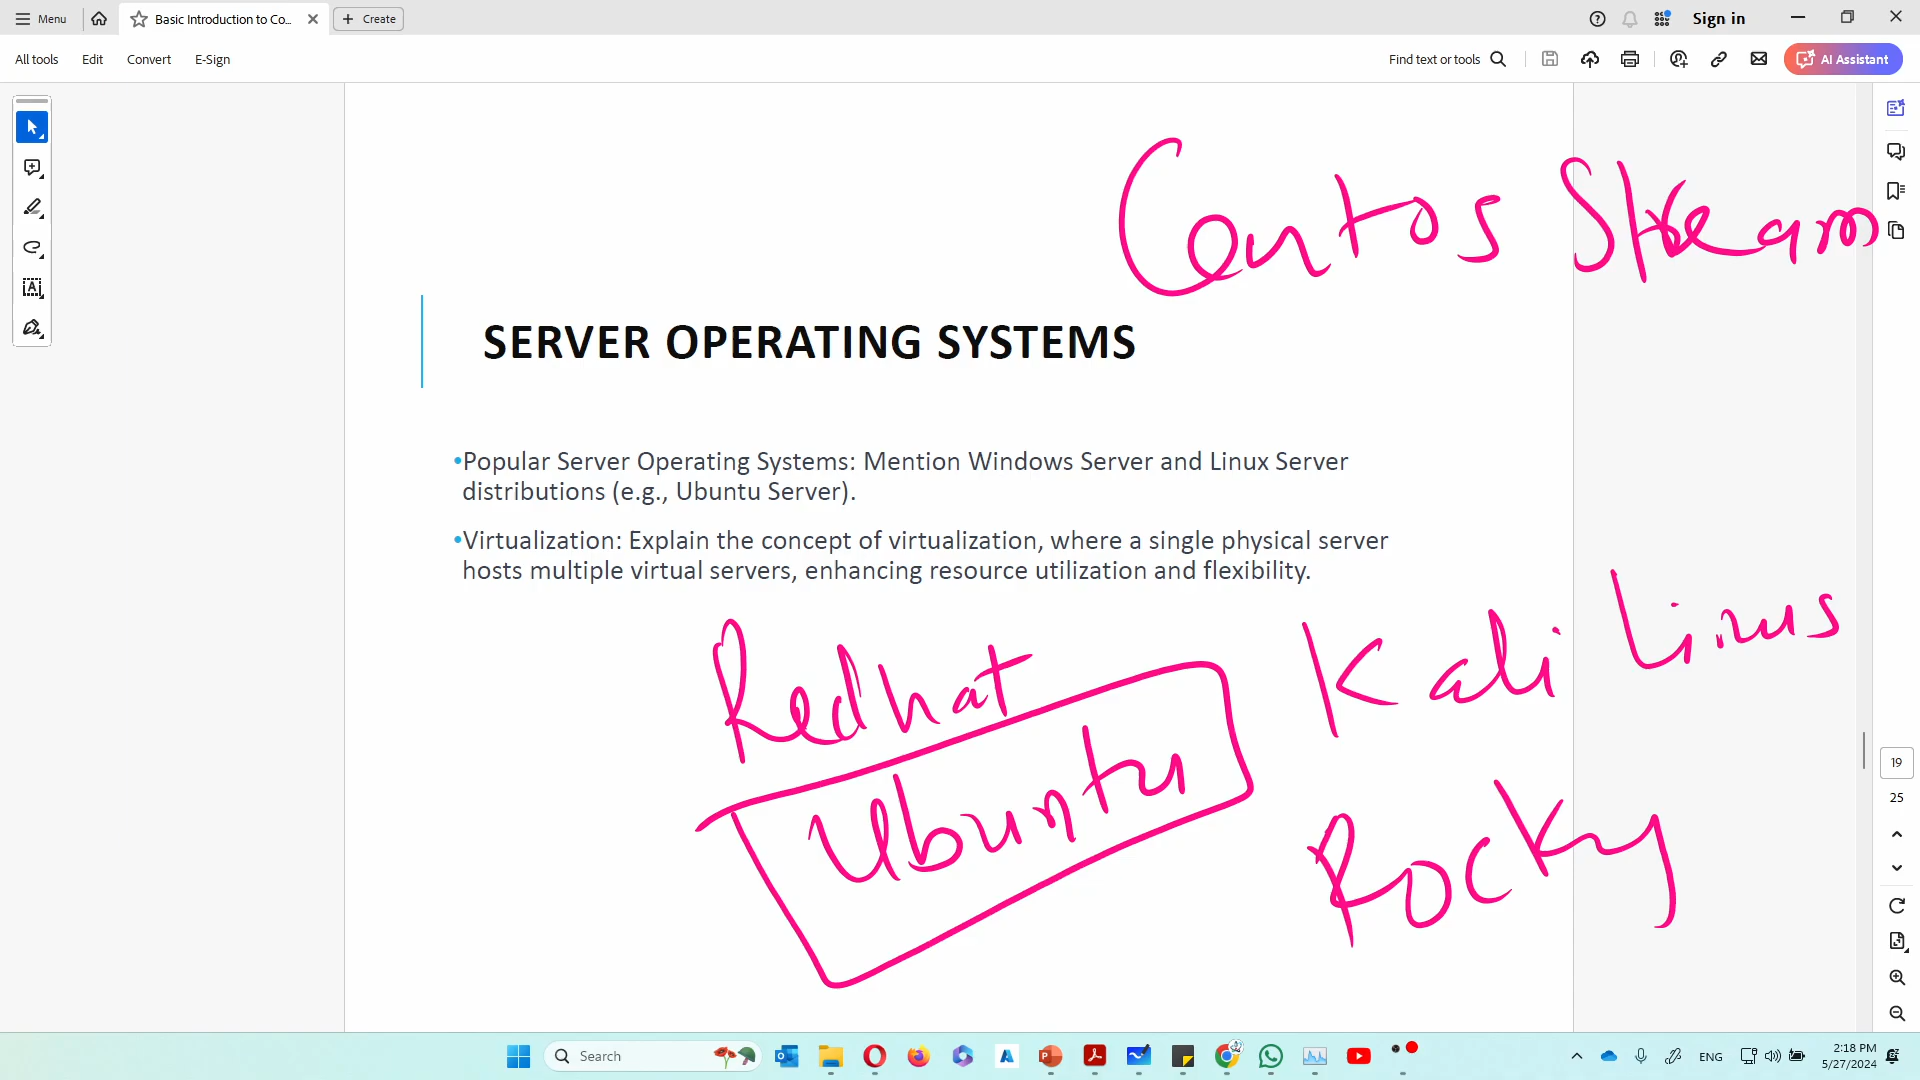 Menu
Basic Introduction to Co...
Create
Sign in
All tools
Edit
Convert
E-Sign
Find text or tools
AI Assistant
Centos Stream
SERVER OPERATING SYSTEMS
•Popular Server Operating Systems: Mention Windows Server and Linux Server
distributions (e.g., Ubuntu Server).
•Virtualization: Explain the concept of virtualization, where a single physical server
hosts multiple virtual servers, enhancing resource utilization and flexibility.
Redhat
Kali Linus
Ubuntu
Rocky
19
25
Search
ENG
2:18 PM
5/27/2024